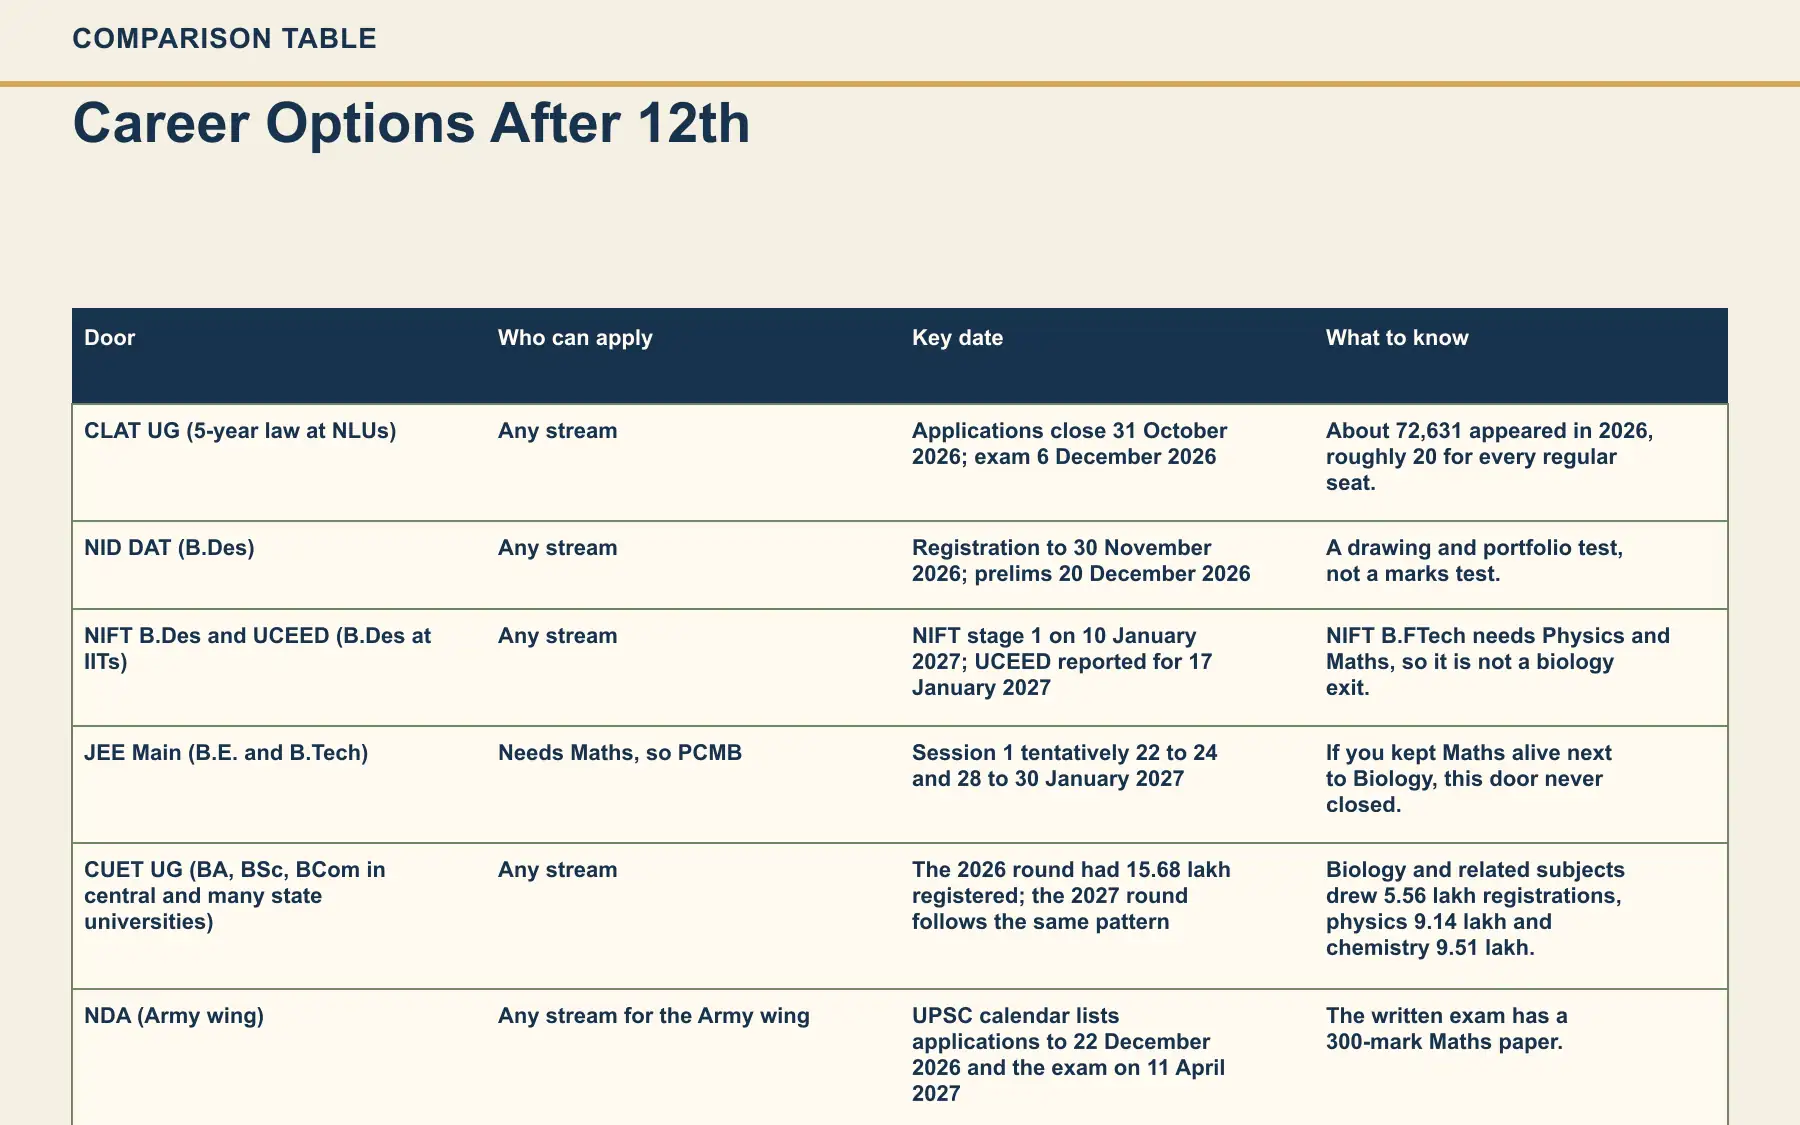 COMPARISON TABLE
Career Options After 12th
Door
Who can apply
Key date
What to know
CLAT UG (5-year law at NLUs)
Any stream
Applications close 31 October
2026; exam 6 December 2026
About 72,631 appeared in 2026,
roughly 20 for every regular
seat.
NID DAT (B.Des)
Any stream
Registration to 30 November
2026; prelims 20 December 2026
A drawing and portfolio test,
not a marks test.
NIFT B.Des and UCEED (B.Des at
IITs)
Any stream
NIFT stage 1 on 10 January
2027; UCEED reported for 17
January 2027
NIFT B.FTech needs Physics and
Maths, so it is not a biology
exit.
JEE Main (B.E. and B.Tech)
Needs Maths, so PCMB
Session 1 tentatively 22 to 24
and 28 to 30 January 2027
If you kept Maths alive next
to Biology, this door never
closed.
CUET UG (BA, BSc, BCom in
central and many state
universities)
Any stream
The 2026 round had 15.68 lakh
registered; the 2027 round
follows the same pattern
Biology and related subjects
drew 5.56 lakh registrations,
physics 9.14 lakh and
chemistry 9.51 lakh.
NDA (Army wing)
Any stream for the Army wing
UPSC calendar lists
applications to 22 December
2026 and the exam on 11 April
2027
The written exam has a
300-mark Maths paper.